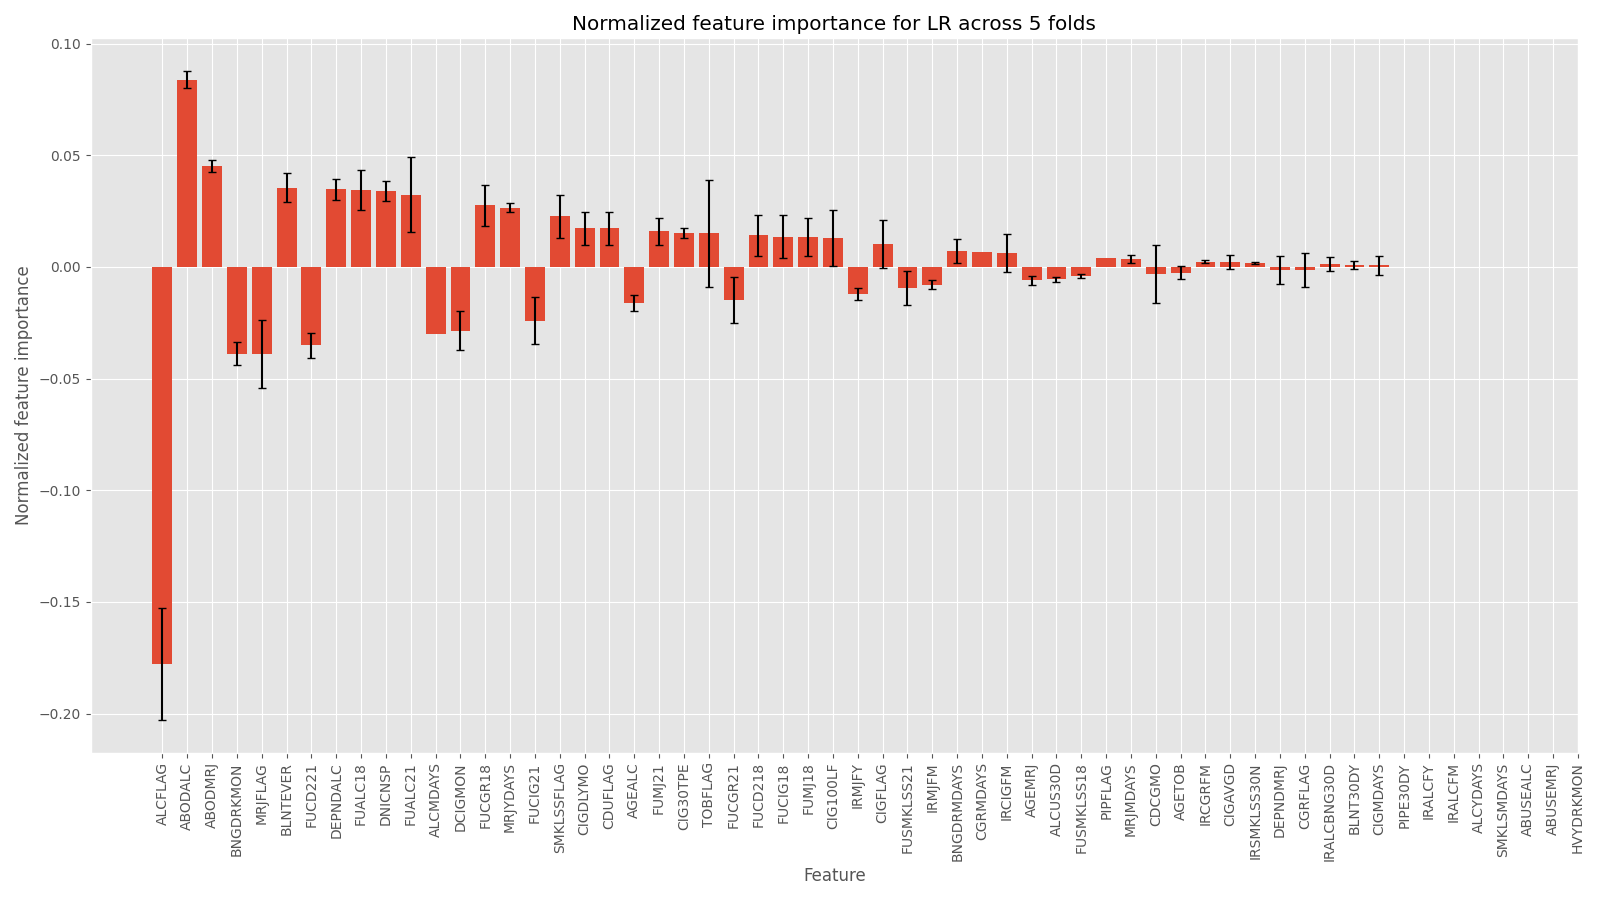 Normalized feature importance for LR across 5 folds
Normalized feature importance
0.10
0.05
0.00
−0.05
−0.10
−0.15
−0.20
ALCFLAG
ABODALC
ABODMRJ
BNGDRKMON
MRJFLAG
BLNTEVER
FUCD221
DEPNDALC
FUALC18
DNICNSP
FUALC21
ALCMDAYS
DCIGMON
FUCGR18
MRJYDAYS
FUCIG21
SMKLSSFLAG
CIGDLYMO
CDUFLAG
AGEALC
FUMJ21
CIG30TPE
TOBFLAG
FUCGR21
FUCD218
FUCIG18
FUMJ18
CIG100LF
IRMJFY
CIGFLAG
FUSMKLSS21
IRMJFM
BNGDRMDAYS
CGRMDAYS
IRCIGFM
AGEMRJ
ALCUS30D
FUSMKLSS18
PIPFLAG
MRJMDAYS
CDCGMO
AGETOB
IRCGRFM
CIGAVGD
IRSMKLSS30N
DEPNDMRJ
CGRFLAG
IRALCBNG30D
BLNT30DY
CIGMDAYS
PIPE30DY
IRALCFY
IRALCFM
ALCYDAYS
SMKLSMDAYS
ABUSEALC
ABUSEMRJ
HVYDRKMON
Feature